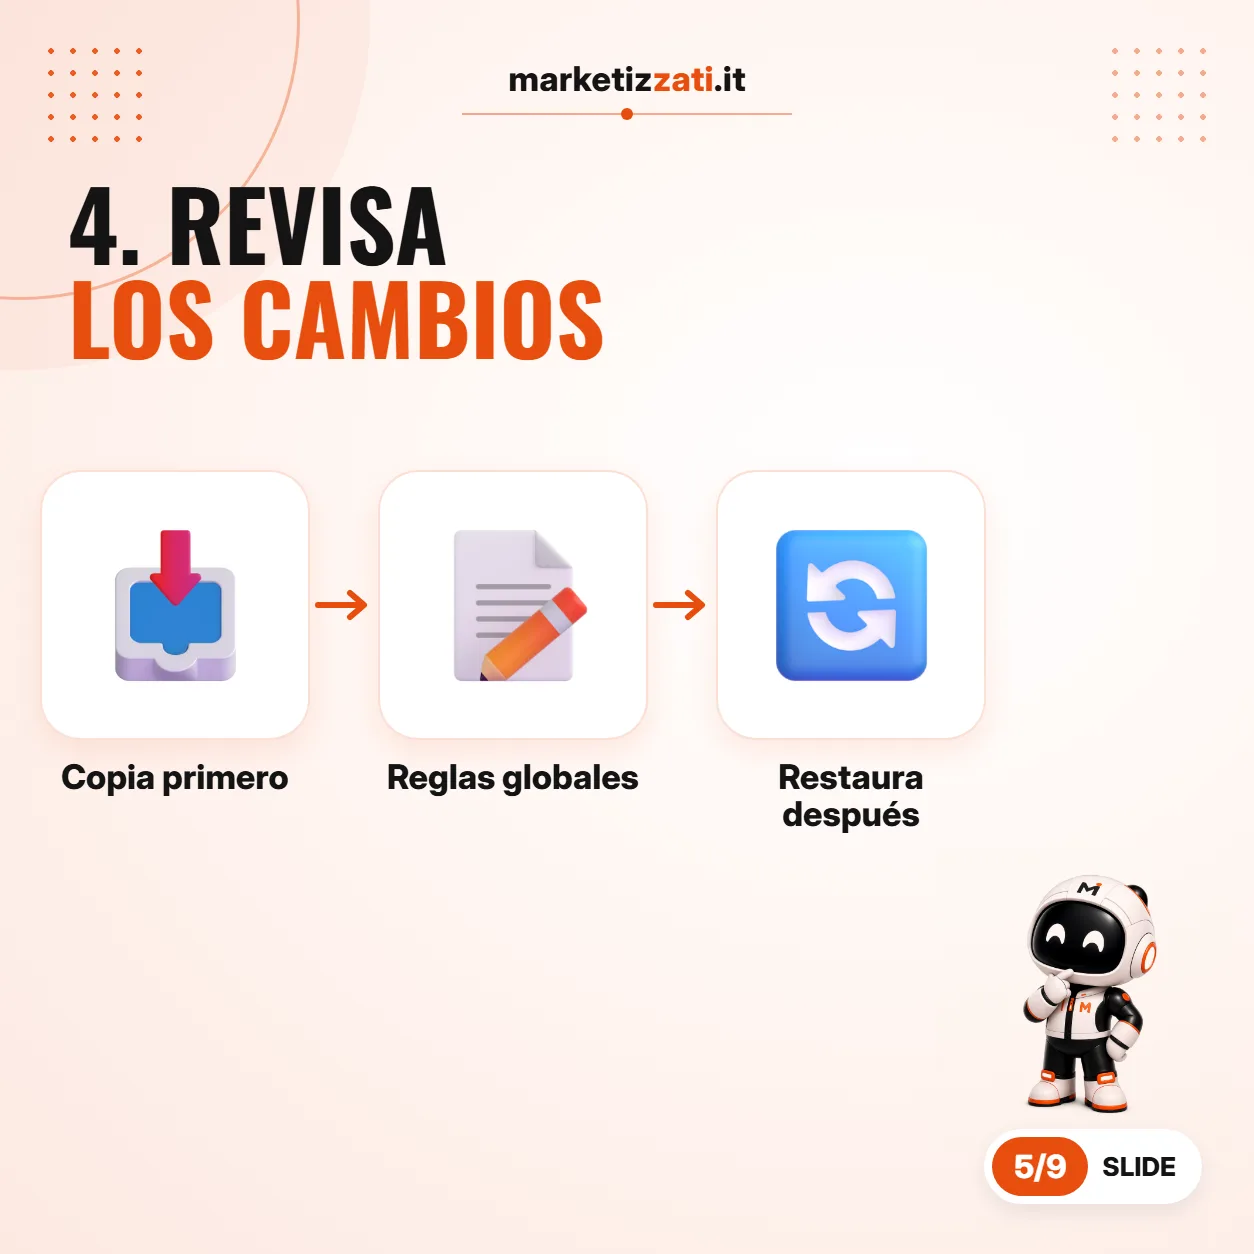 marketizzati.it
4. REVISA
LOS CAMBIOS
Copia primero
Reglas globales
Restaura
después
M
M
5/9 SLIDE